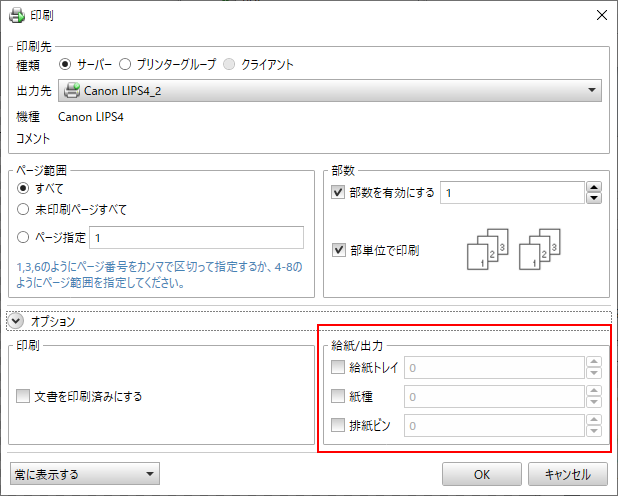 印刷
印刷先
種類 サーバー プリンターグループ クライアント
出力先 Canon LIPS4_2
機種 Canon LIPS4
コメント
ページ範囲
すべて
未印刷ページすべて
ページ指定 1
1,3,6のようにページ番号をカンマで区切って指定するか、4-8の
ようにページ範囲を指定してください。
部数
部数を有効にする 1
部単位で印刷
1 2 3 1 2 3
オプション
印刷
文書を印刷済みにする
給紙/出力
給紙トレイ 0
紙種 0
排紙ビン 0
常に表示する
OK
キャンセル